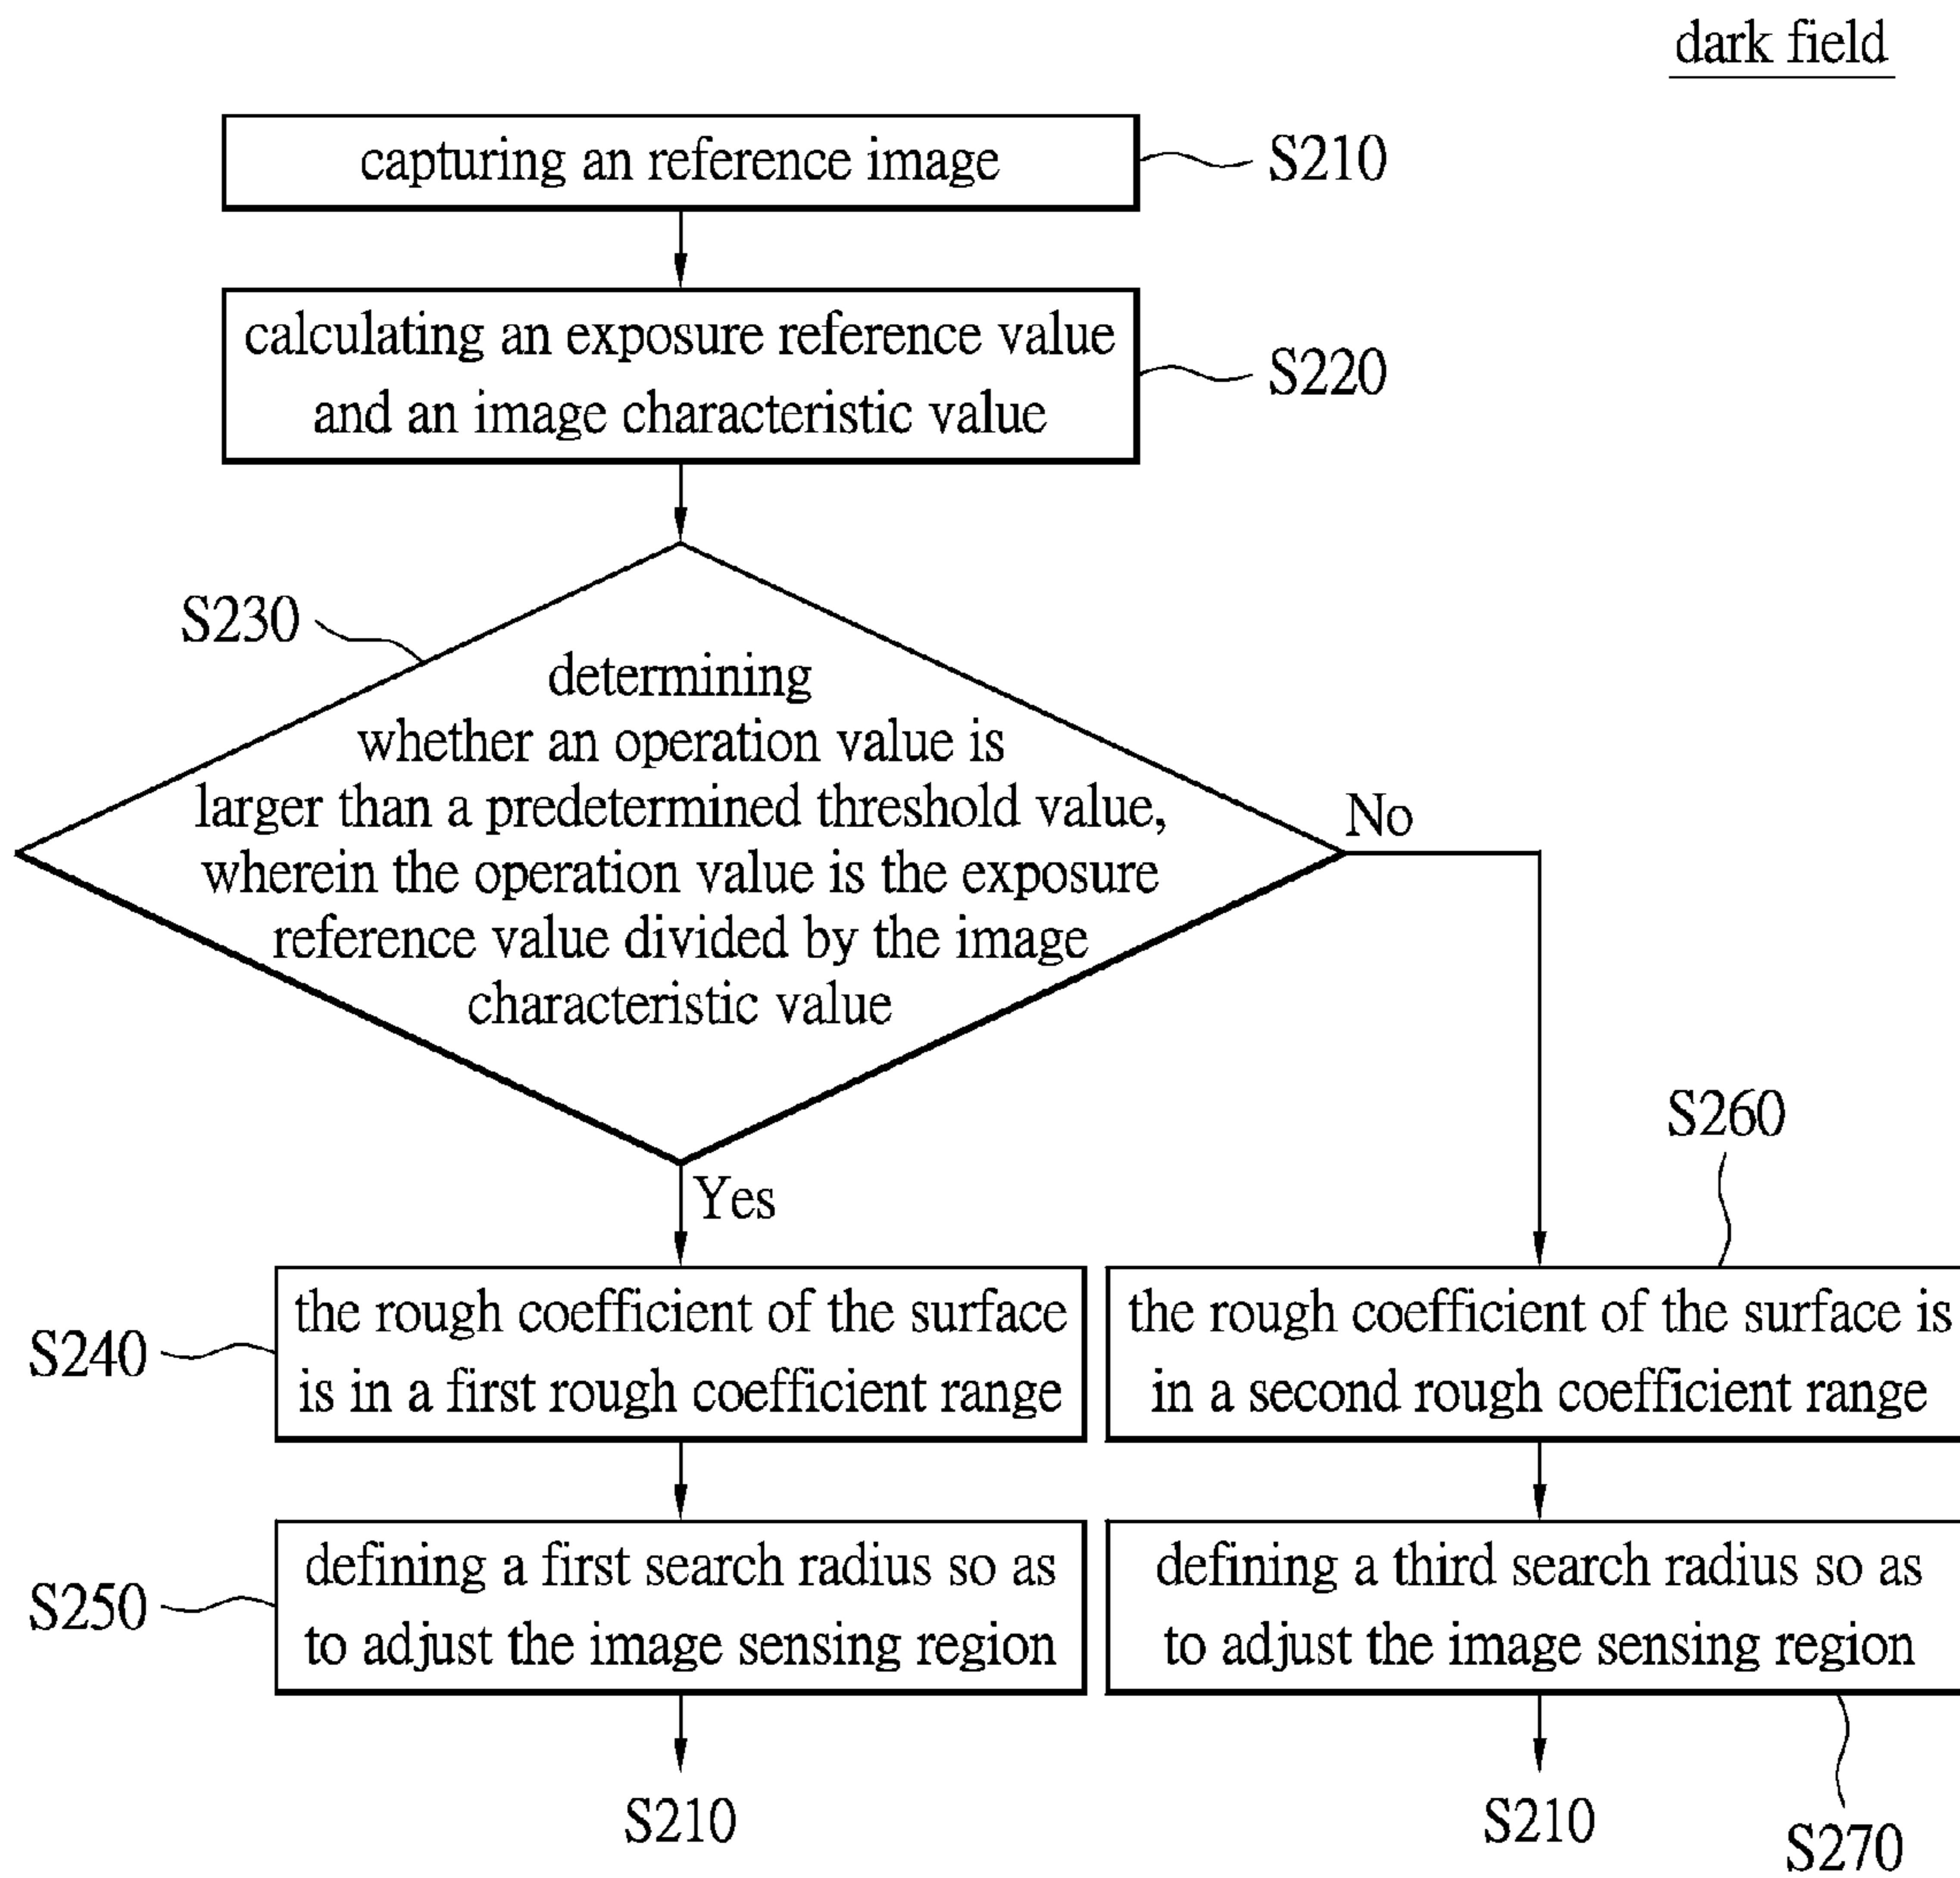 dark field
capturing an reference image
S210
calculating an exposure reference value
and an image characteristic value
S220
S230
determining
whether an operation value is
larger than a predetermined threshold value,
wherein the operation value is the exposure
reference value divided by the image
characteristic value
No
Yes
S260
S240
the rough coefficient of the surface
is in a first rough coefficient range
the rough coefficient of the surface is
in a second rough coefficient range
S250
defining a first search radius so as
to adjust the image sensing region
defining a third search radius so as
to adjust the image sensing region
S210
S210
S270